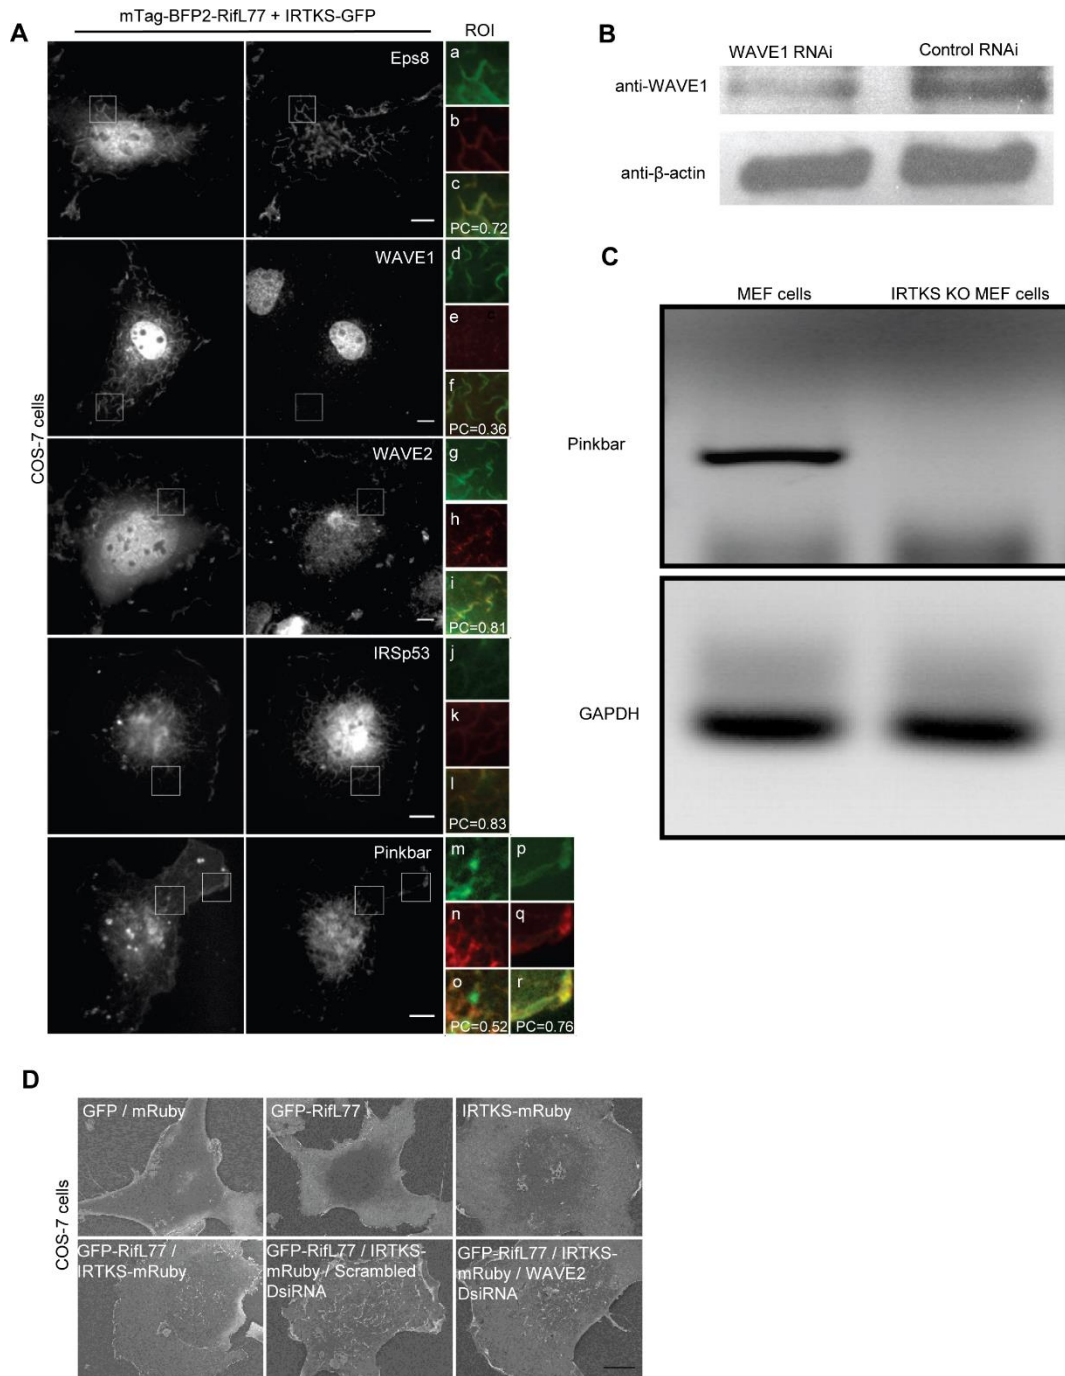 A
mTag-BFP2-RifL77 + IRTKS-GFP
ROI
COS-7 cells
Eps8
a
b
c
PC=0.72
WAVE1
d
e
f
PC=0.36
WAVE2
g
h
i
PC=0.81
IRSp53
j
k
l
PC=0.83
Pinkbar
m
p
n
q
o
r
PC=0.52
PC=0.76
B
WAVE1 RNAi
Control RNAi
anti-WAVE1
anti-β-actin
C
MEF cells
IRTKS KO MEF cells
Pinkbar
GAPDH
D
COS-7 cells
GFP / mRuby
GFP-RifL77
IRTKS-mRuby
GFP-RifL77 /
IRTKS-mRuby
GFP-RifL77 / IRTKS-
mRuby / Scrambled
DsiRNA
GFP-RifL77 / IRTKS-
mRuby / WAVE2
DsiRNA